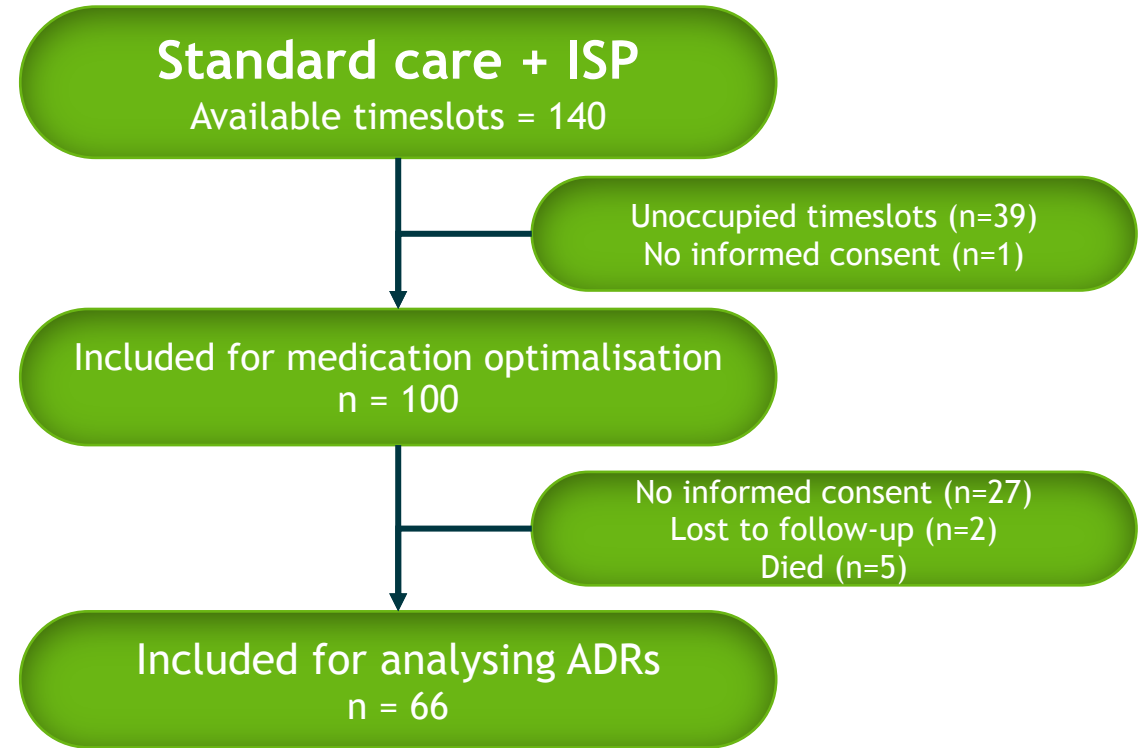 Standard care + ISP
Available timeslots = 140
Unoccupied timeslots (n=39)
No informed consent (n=1)
Included for medication optimalisation
n = 100
No informed consent (n=27)
Lost to follow-up (n=2)
Died (n=5)
Included for analysing ADRs
n = 66